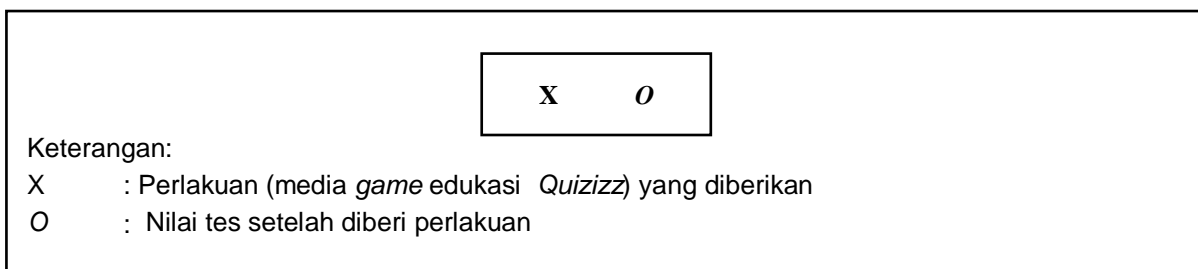 X O
Keterangan:
X : Perlakuan (media game edukasi Quizizz) yang diberikan
O : Nilai tes setelah diberi perlakuan